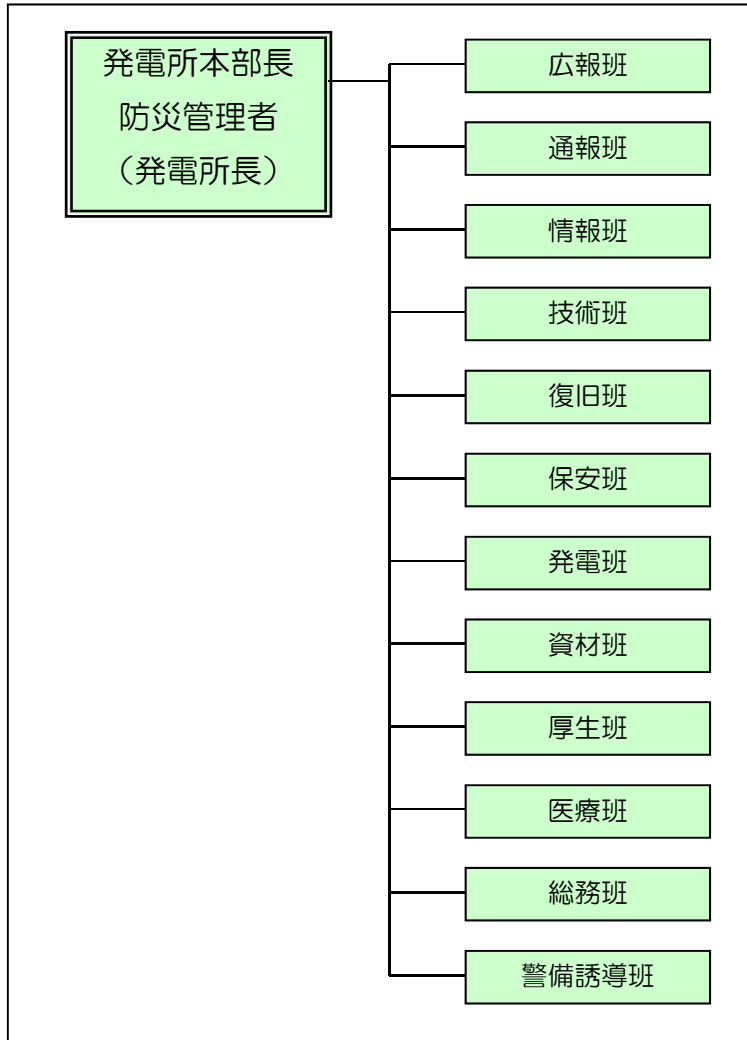 発電所本部長
防災管理者
（発電所長）
広報班
通報班
情報班
技術班
復旧班
保安班
発電班
資材班
厚生班
医療班
総務班
警備誘導班